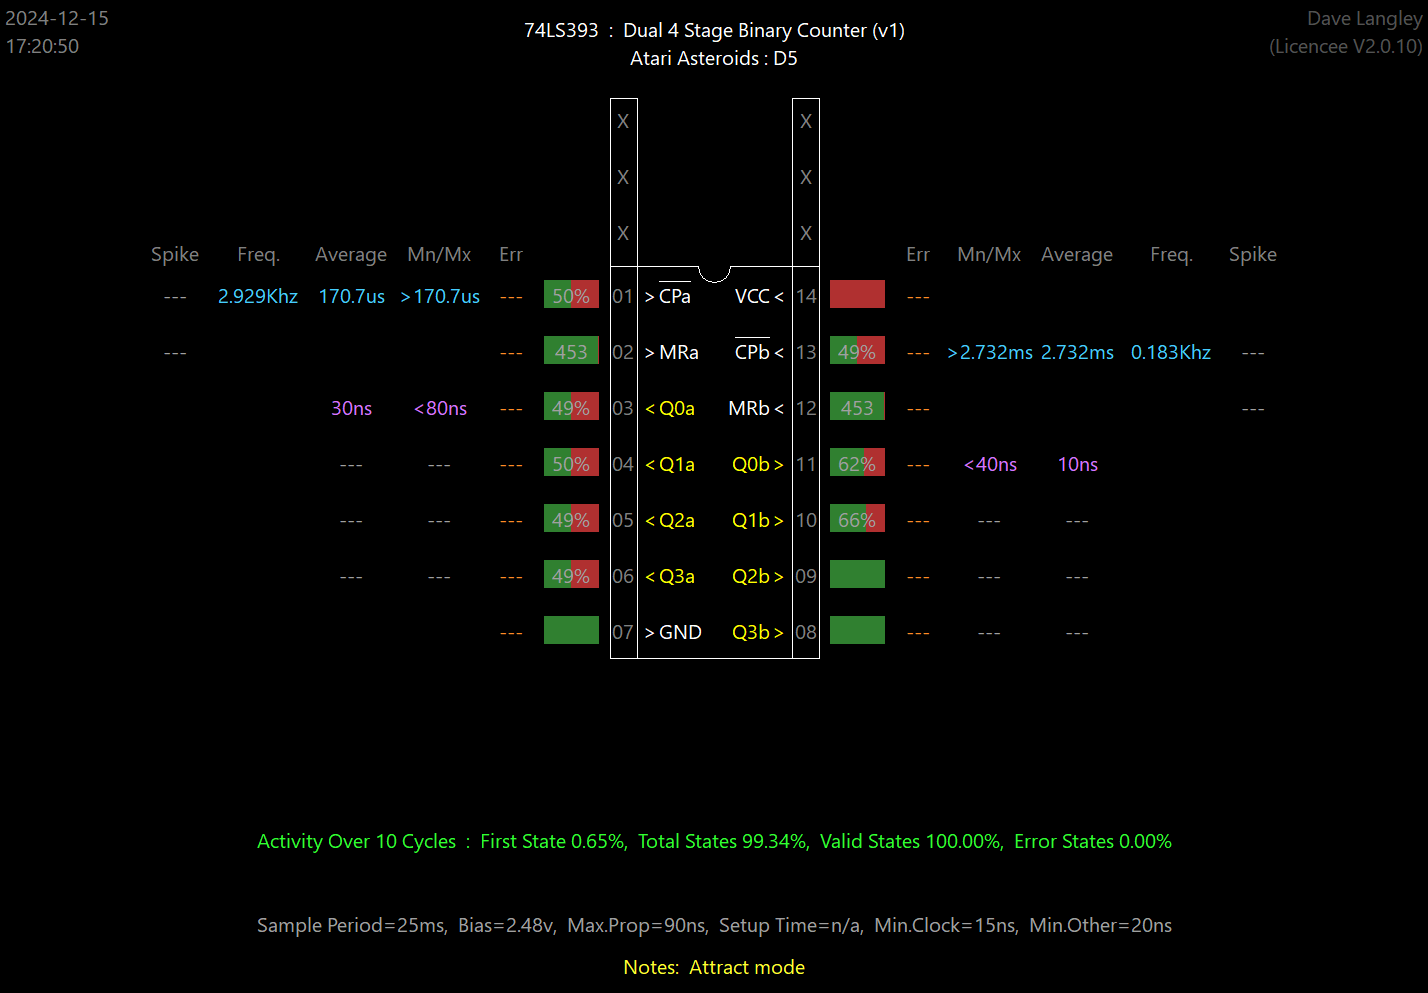 2024-12-15
17:20:50
74LS393 : Dual 4 Stage Binary Counter (v1)
Atari Asteroids : D5
Dave Langley
(Licencee V2.0.10)
X X
X X
X X
Spike Freq. Average Mn/Mx Err Err Mn/Mx Average Freq. Spike
--- 2.929Khz 170.7us >170.7us --- 50% 01 >CPa VCC< 14 ---
--- --- 453 02 >MRa CPb< 13 49% --- >2.732ms 2.732ms 0.183Khz ---
30ns <80ns --- 49% 03 <Q0a MRb< 12 453 --- ---
--- --- --- 50% 04 <Q1a Q0b> 11 62% --- <40ns 10ns
--- --- --- 49% 05 <Q2a Q1b> 10 66% --- --- ---
--- --- --- 49% 06 <Q3a Q2b> 09 --- --- ---
--- 07 >GND Q3b> 08 --- --- ---
Activity Over 10 Cycles : First State 0.65%, Total States 99.34%, Valid States 100.00%, Error States 0.00%
Sample Period=25ms, Bias=2.48v, Max.Prop=90ns, Setup Time=n/a, Min.Clock=15ns, Min.Other=20ns
Notes: Attract mode